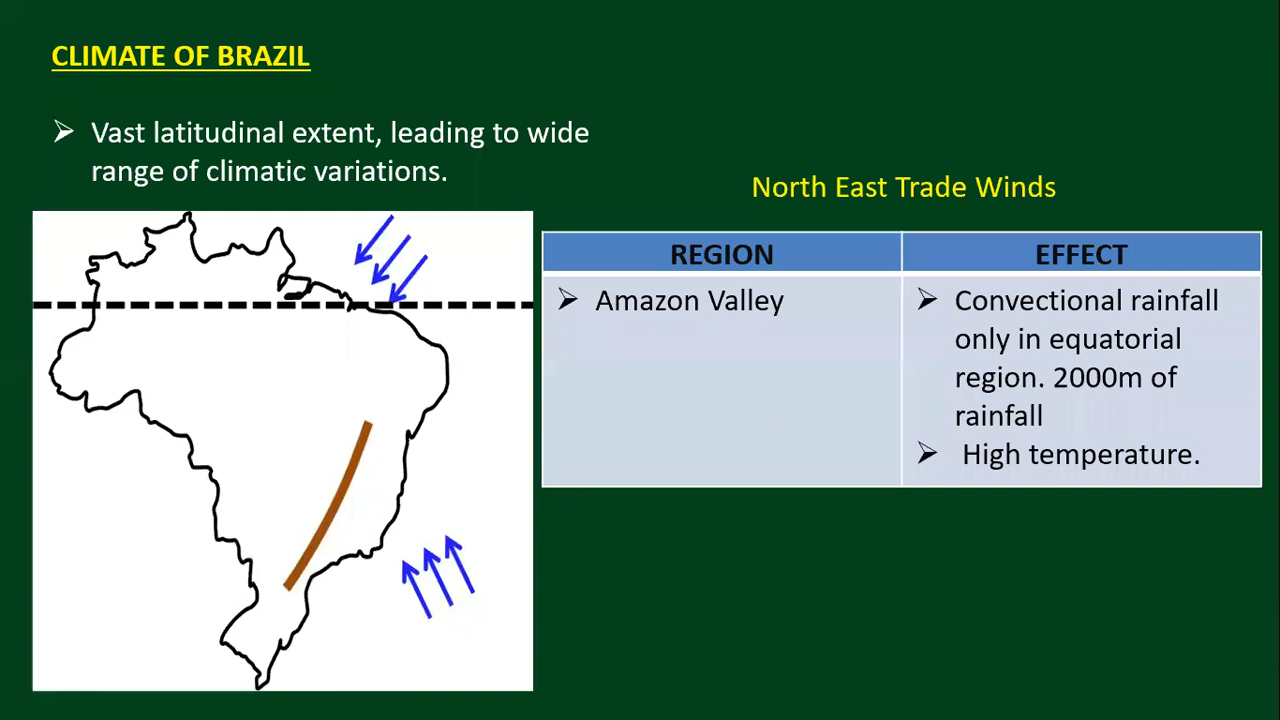 CLIMATE OF BRAZIL
➢ Vast latitudinal extent, leading to wide
range of climatic variations.
North East Trade Winds
REGION
EFFECT
➢ Amazon Valley
➢ Convectional rainfall
only in equatorial
region. 2000m of
rainfall
➢ High temperature.